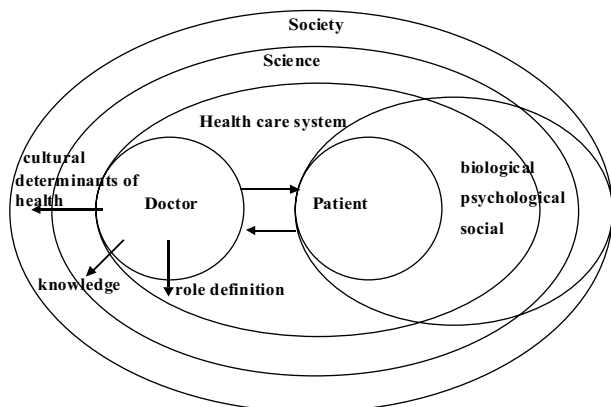 Society
Science
Health care system
cultural
determinants of
health
Doctor
Patient
biological
psychological
social
knowledge
role definition